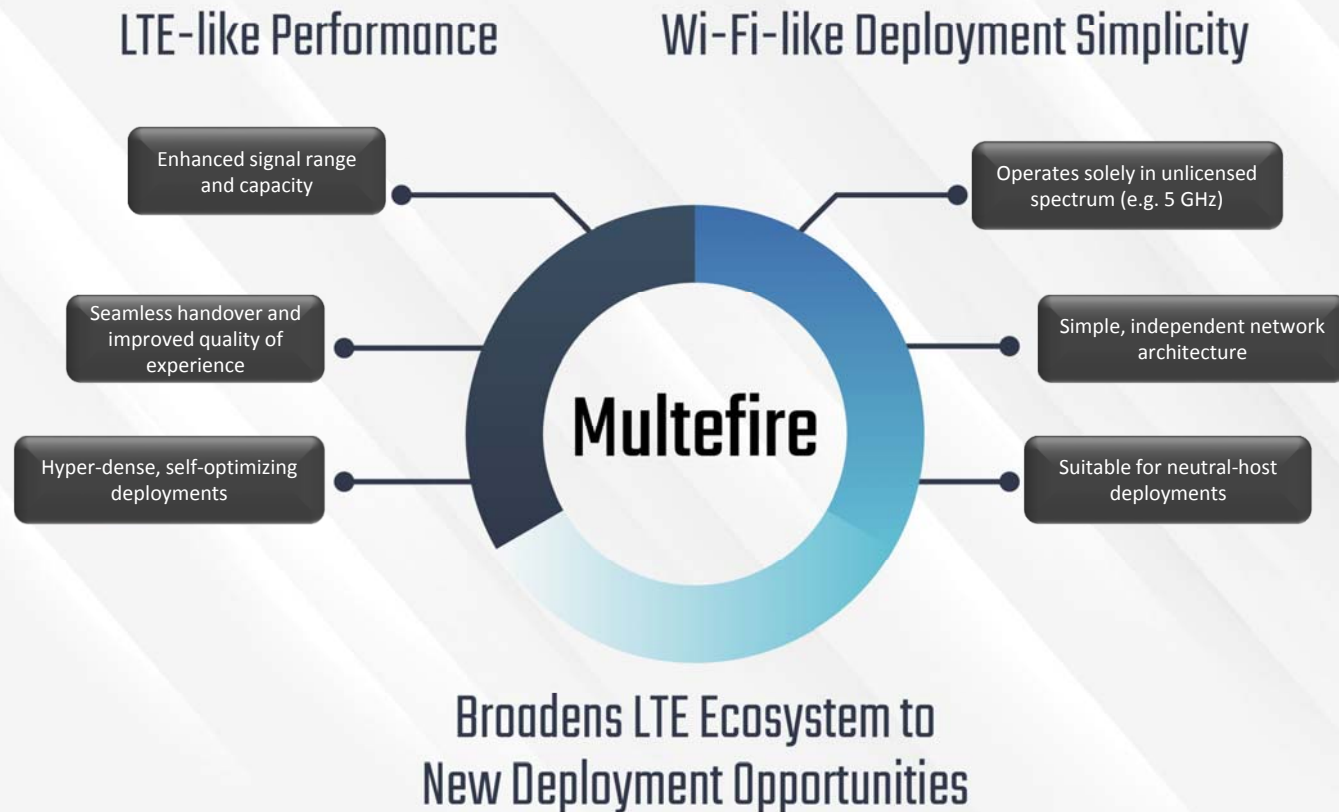 LTE-like Performance
Wi-Fi-like Deployment Simplicity
Enhanced signal range
and capacity
Seamless handover and
improved quality of
experience
Hyper-dense, self-optimizing
deployments
Multefire
Operates solely in unlicensed
spectrum (e.g. 5 GHz)
Simple, independent network
architecture
Suitable for neutral-host
deployments
Broadens LTE Ecosystem to
New Deployment Opportunities